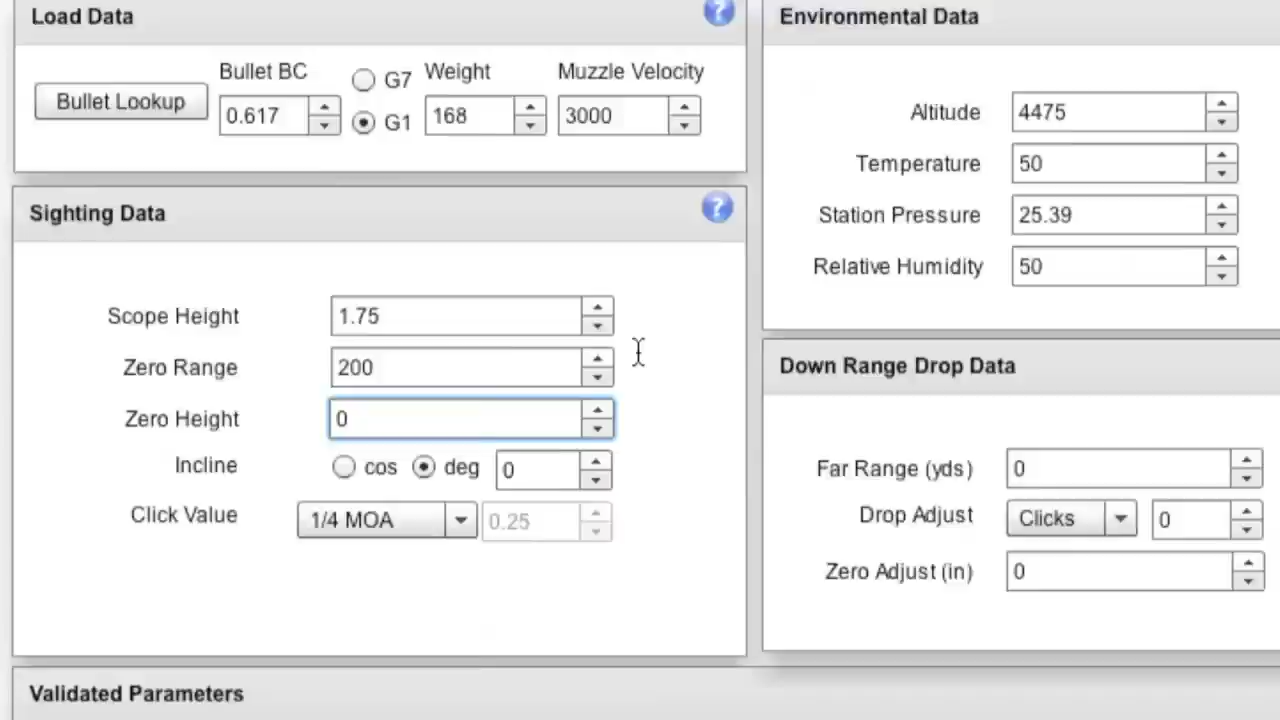 Load Data
?
Bullet Lookup
Bullet BC
0.617
G7
G1
Weight
168
Muzzle Velocity
3000
Sighting Data
?
Scope Height
1.75
Zero Range
200
Zero Height
0
Incline
cos
deg
0
Click Value
1/4 MOA
0.25
Environmental Data
Altitude
4475
Temperature
50
Station Pressure
25.39
Relative Humidity
50
Down Range Drop Data
Far Range (yds)
0
Drop Adjust
Clicks
0
Zero Adjust (in)
0
Validated Parameters